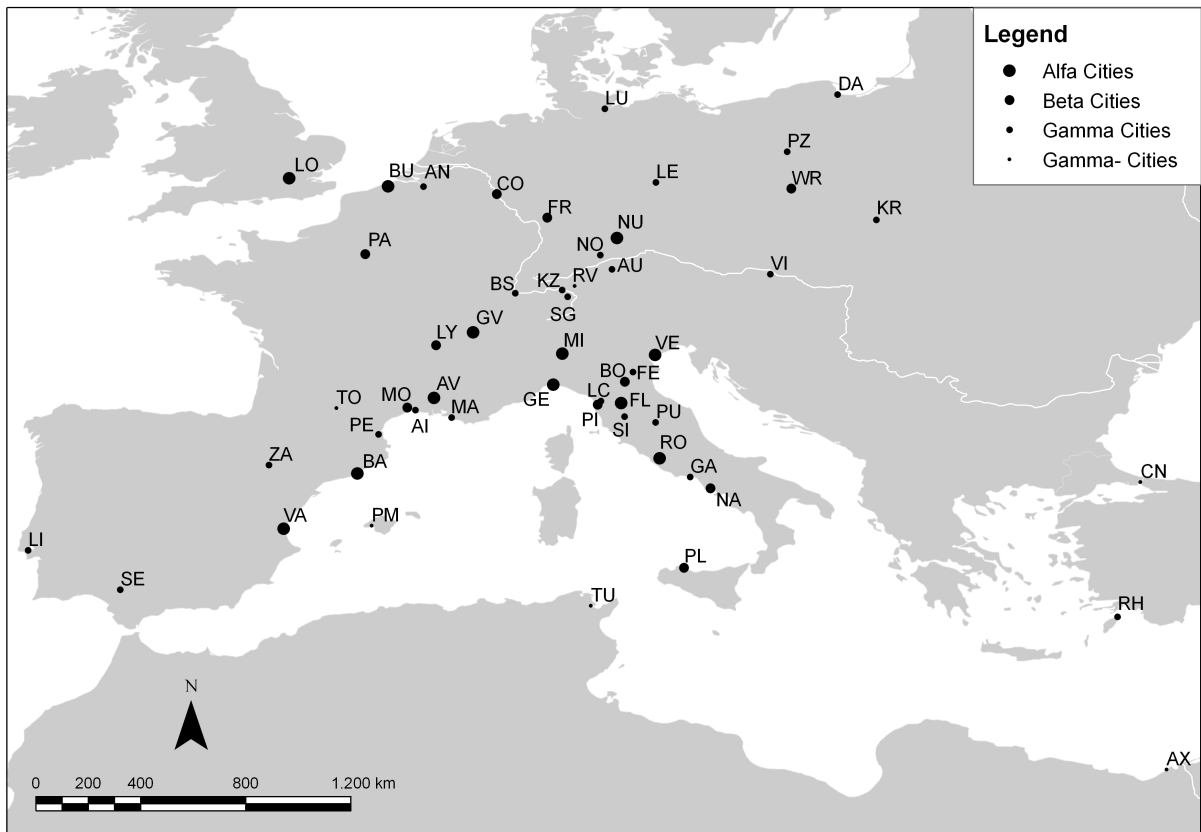 Legend
Alfa Cities
Beta Cities
Gamma Cities
Gamma- Cities
DA
LU
PZ
LO
BU
AN
CO
LE
WR
FR
KR
NU
PA
NO
AU
VI
BS
KZ
RV
SG
GV
LY
MI
VE
BO
FE
TO
MO
AV
GE
LC
FL
AI
MA
PI
SI
PU
PE
ZA
BA
RO
GA
NA
CN
VA
PM
LI
PL
SE
TU
RH
N
AX
0 200 400 800 1.200 km